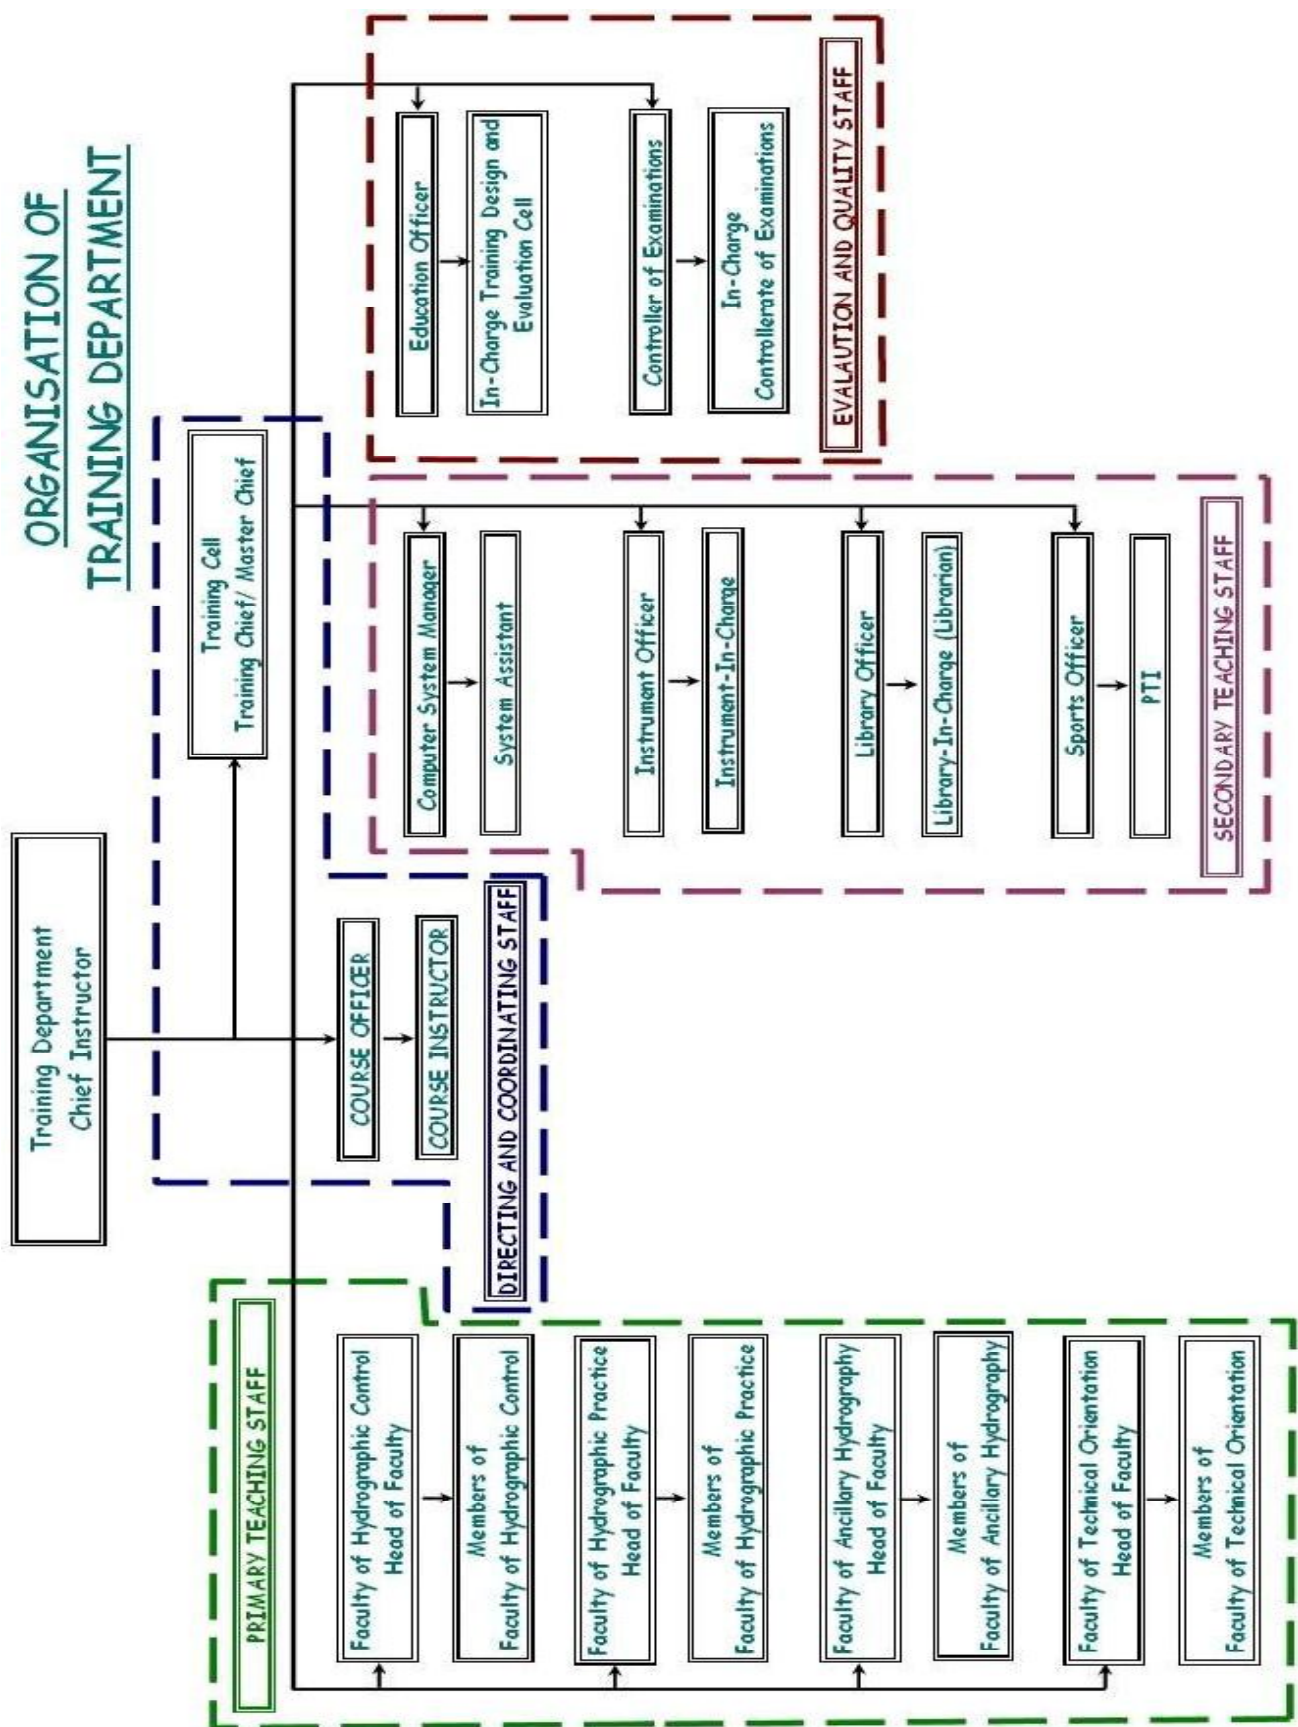 ORGANISATION OF
TRAINING DEPARTMENT
Training Department
Chief Instructor
Training Cell
Training Chief/ Master Chief
COURSE OFFICER
COURSE INSTRUCTOR
DIRECTING AND COORDINATING STAFF
PRIMARY TEACHING STAFF
Faculty of Hydrographic Control
Head of Faculty
Members of
Faculty of Hydrographic Control
Faculty of Hydrographic Practice
Head of Faculty
Members of
Faculty of Hydrographic Practice
Faculty of Ancillary Hydrography
Head of Faculty
Members of
Faculty of Ancillary Hydrography
Faculty of Technical Orientation
Head of Faculty
Members of
Faculty of Technical Orientation
Computer System Manager
System Assistant
Instrument Officer
Instrument-In-Charge
Library Officer
Library-In-Charge (Librarian)
Sports Officer
PTI
SECONDARY TEACHING STAFF
Education Officer
In-Charge Training Design and
Evaluation Cell
Controller of Examinations
In-Charge
Controllerate of Examinations
EVALAUTION AND QUALITY STAFF